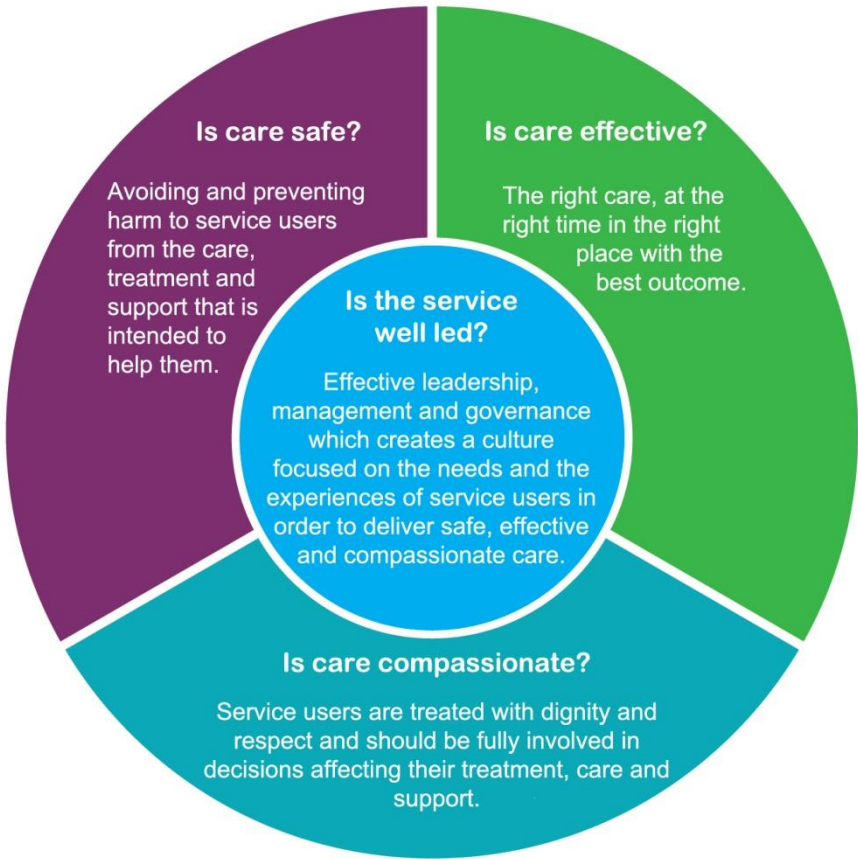 Is care safe?
Avoiding and preventing
harm to service users
from the care,
treatment and
support that is
intended to
help them.
Is care effective?
The right care, at the
right time in the right
place with the
best outcome.
Is the service
well led?
Effective leadership,
management and governance
which creates a culture
focused on the needs and the
experiences of service users in
order to deliver safe, effective
and compassionate care.
Is care compassionate?
Service users are treated with dignity and
respect and should be fully involved in
decisions affecting their treatment, care and
support.